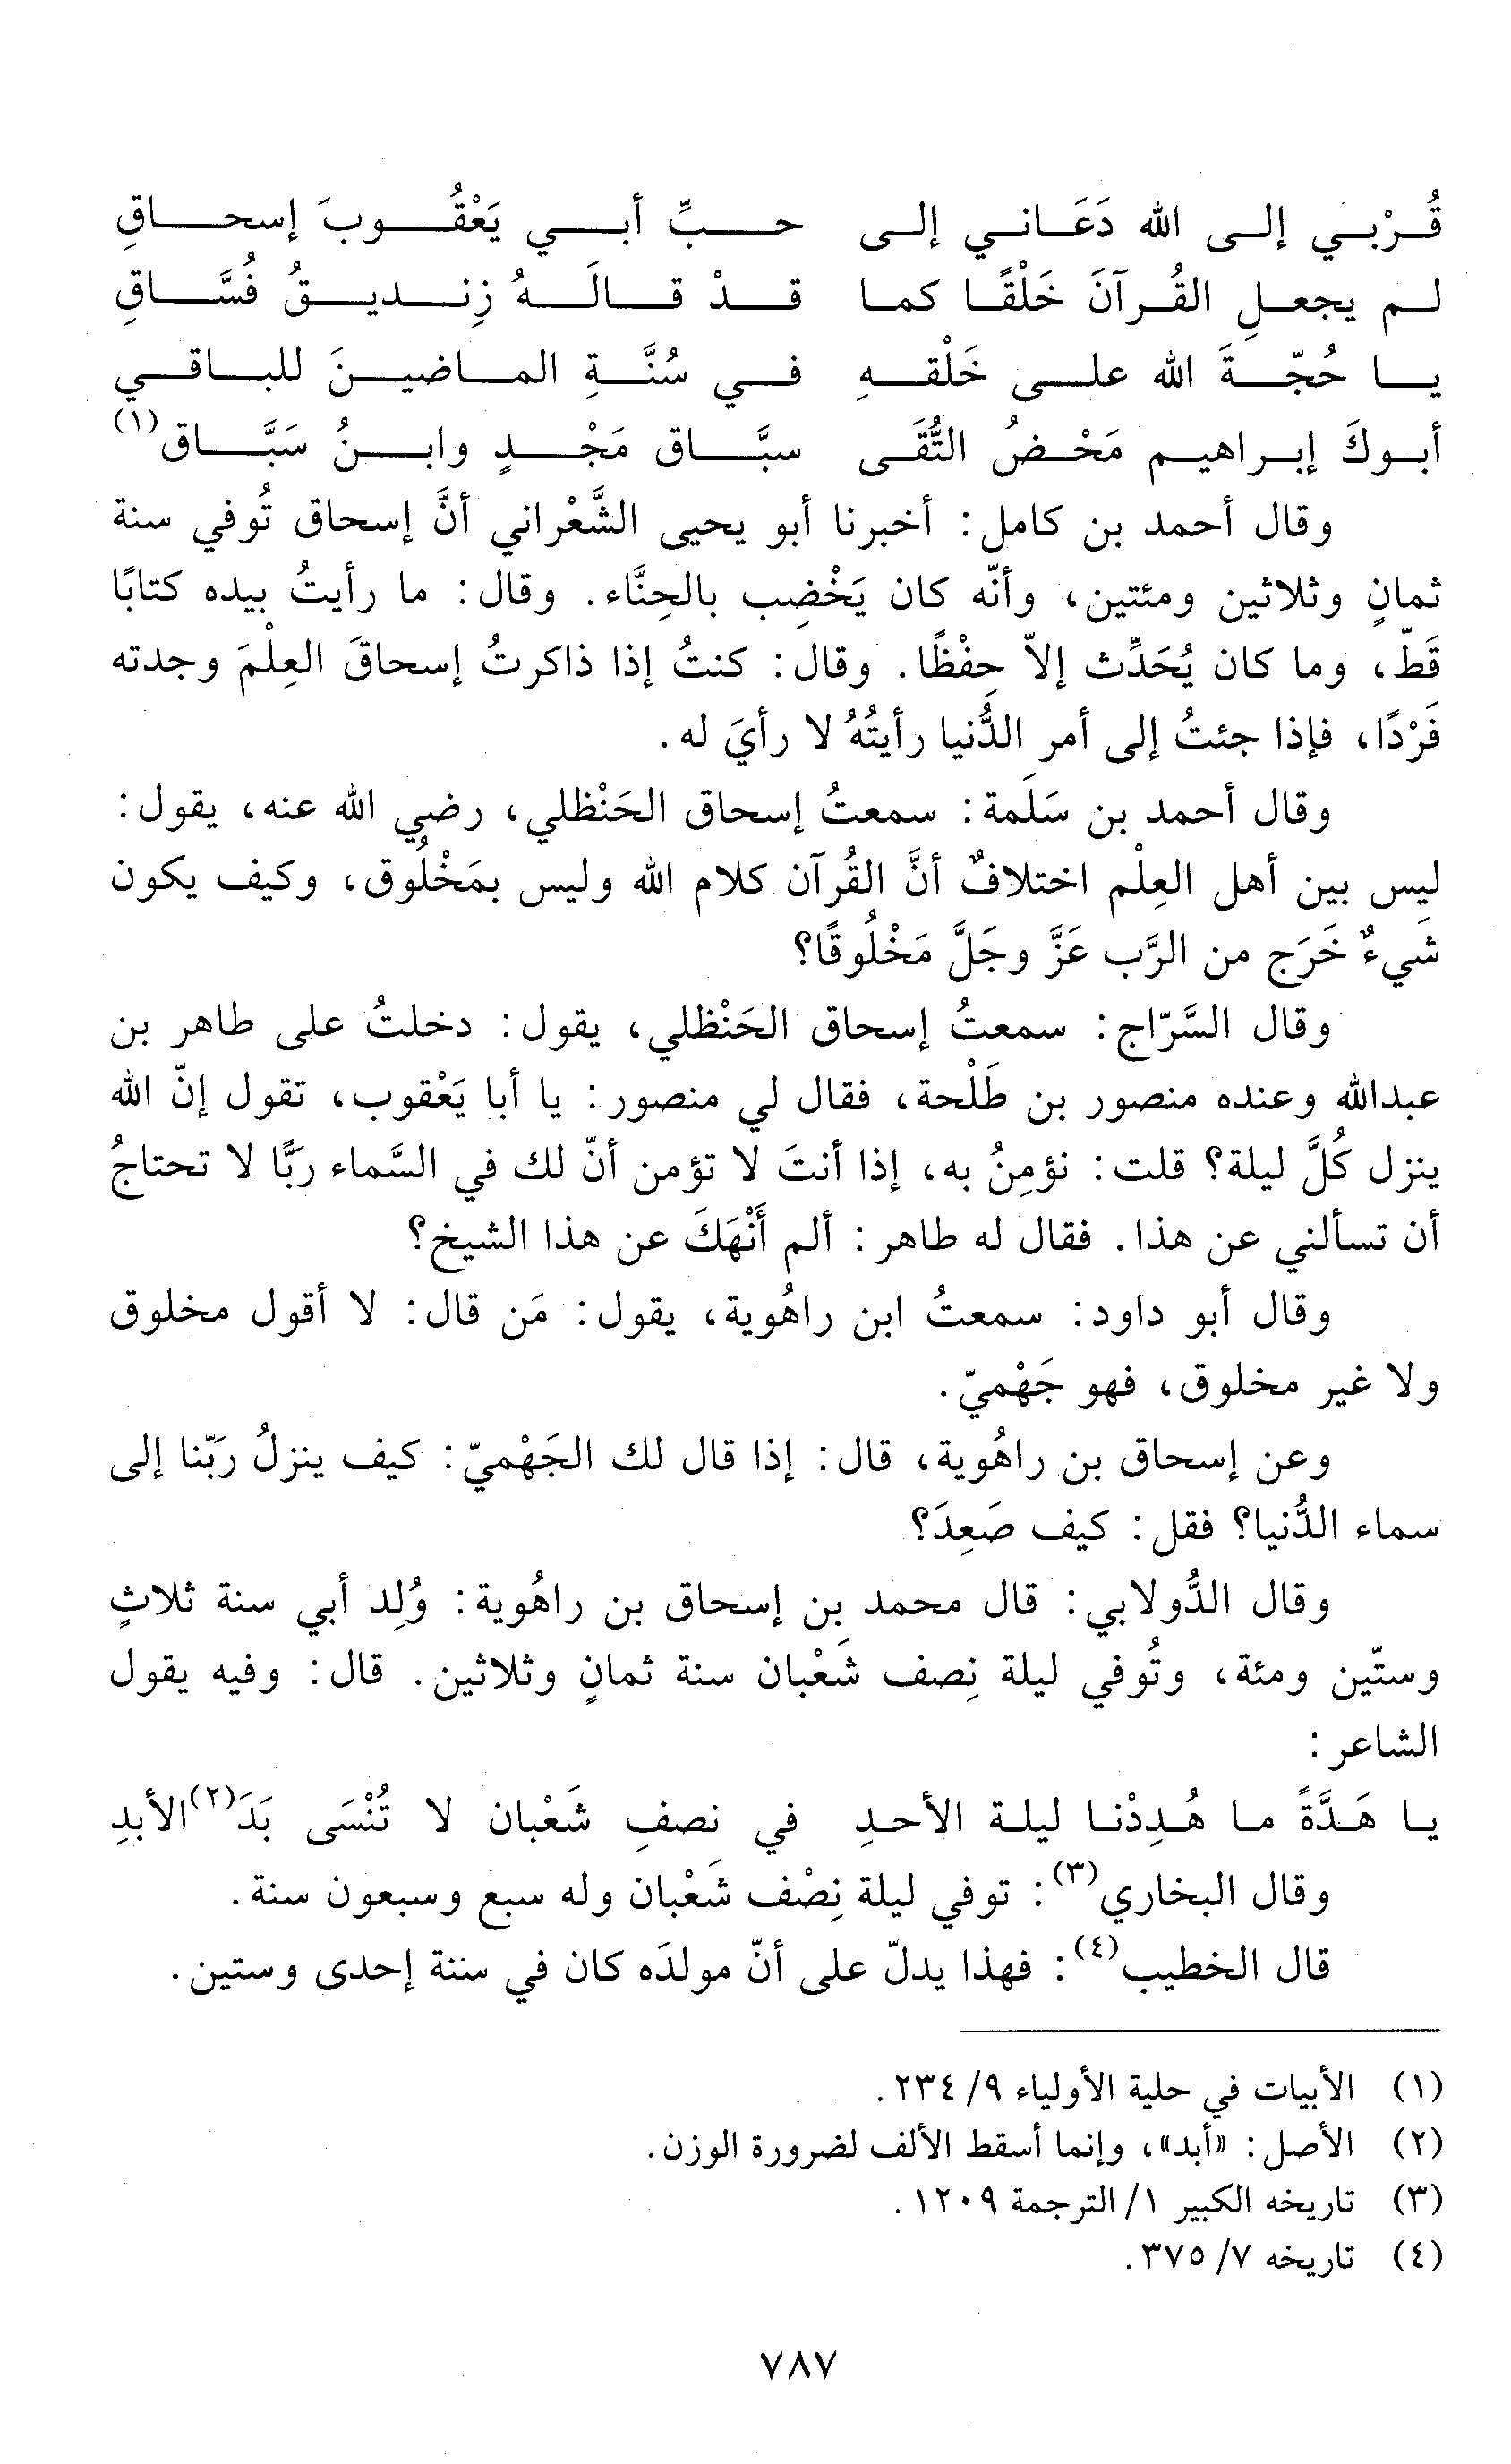 قُرْبي إلى الله دَعَاني إلى حبِّ أبي يَعْقُوبَ إسحاقِ
لم يجعلِ القُرآنَ خَلْقًا كما قدْ قالَهُ زِنديقُ فُسَّاقِ
يا حُجّةَ الله على خَلْقهِ في سُنَّةِ الماضينَ للباقي
أبوكَ إبراهيم مَحْضُ التُّقَى سبَّاق مَجْدٍ وابنُ سَبَّاق(١)
وقال أحمد بن كامل: أخبرنا أبو يحيى الشَّعْراني أنَّ إسحاق تُوفي سنة
ثمانٍ وثلاثين ومئتين، وأنّه كان يَخْضِب بالحِنَّاء. وقال: ما رأيتُ بيده كتابًا
قَطّ، وما كان يُحَدِّث إلاّ حِفْظًا. وقال: كنتُ إذا ذاكرتُ إسحاقَ العِلْمَ وجدته
فَرْدًا، فإذا جئتُ إلى أمر الدُّنيا رأيتُهُ لا رأيَ له.
وقال أحمد بن سَلَمة: سمعتُ إسحاق الحَنْظلي، رضي الله عنه، يقول:
ليس بين أهل العِلْم اختلافٌ أنَّ القُرآن كلام الله وليس بمَخْلُوق، وكيف يكون
شَيءٌ خَرَج من الرَّب عَزَّ وجَلَّ مَخْلُوقًا؟
وقال السَّرّاج: سمعتُ إسحاق الحَنْظلي، يقول: دخلتُ على طاهر بن
عبدالله وعنده منصور بن طَلْحة، فقال لي منصور: يا أبا يَعْقوب، تقول إنّ الله
ينزل كُلَّ ليلة؟ قلت: نؤمِنُ به، إذا أنتَ لا تؤمن أنّ لك في السَّماء ربًّا لا تحتاجُ
أن تسألني عن هذا. فقال له طاهر: ألم أَنْهَكَ عن هذا الشيخ؟
وقال أبو داود: سمعتُ ابن راهُوية، يقول: مَن قال: لا أقول مخلوق
ولا غير مخلوق، فهو جَهْميّ.
وعن إسحاق بن راهُوية، قال: إذا قال لك الجَهْميّ: كيف ينزلُ ربّنا إلى
سماء الدُّنيا؟ فقل: كيف صَعِدَ؟
وقال الدُّولابي: قال محمد بن إسحاق بن راهُوية: وُلِد أبي سنة ثلاثٍ
وستّين ومئة، وتُوفي ليلة نِصف شَعْبان سنة ثمانٍ وثلاثين. قال: وفيه يقول
الشاعر:
يا هَدَّةً ما هُدِدْنا ليلة الأحدِ في نصفِ شَعْبان لا تُنْسَى بَدَ(٢) الأبدِ
وقال البخاري(٣): توفي ليلة نِصْف شَعْبان وله سبع وسبعون سنة.
قال الخطيب(٤): فهذا يدلّ على أنّ مولدَه كان في سنة إحدى وستين.
(١) الأبيات في حلية الأولياء ٩/ ٢٣٤.
(٢) الأصل: «أبد»، وإنما أسقط الألف لضرورة الوزن.
(٣) تاريخه الكبير ١/ الترجمة ١٢٠٩.
(٤) تاريخه ٧/ ٣٧٥.
٧٨٧